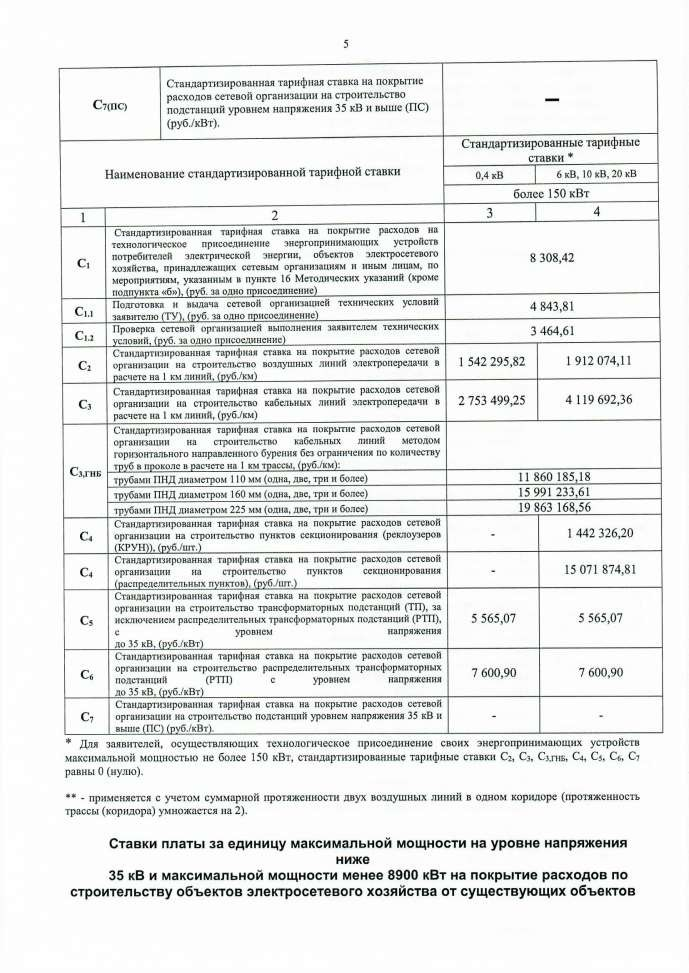 5
С7(ПС)
Стандартизированная тарифная ставка на покрытие
расходов сетевой организации на строительство
подстанций уровнем напряжения 35 кВ и выше (ПС)
(руб./кВт).
–
Наименование стандартизированной тарифной ставки
Стандартизированные тарифные
ставки *
0,4 кВ
6 кВ, 10 кВ, 20 кВ
более 150 кВт
1
2
3
4
С1
Стандартизированная тарифная ставка на покрытие расходов на
технологическое присоединение энергопринимающих устройств
потребителей электрической энергии, объектов электросетевого
хозяйства, принадлежащих сетевым организациям и иным лицам, по
мероприятиям, указанным в пункте 16 Методических указаний (кроме
подпункта «б»), (руб. за одно присоединение)
8 308,42
С1.1
Подготовка и выдача сетевой организацией технических условий
заявителю (ТУ), (руб. за одно присоединение)
4 843,81
С1.2
Проверка сетевой организацией выполнения заявителем технических
условий, (руб. за одно присоединение)
3 464,61
С2
Стандартизированная тарифная ставка на покрытие расходов сетевой
организации на строительство воздушных линий электропередачи в
расчете на 1 км линий, (руб./км)
1 542 295,82
1 912 074,11
С3
Стандартизированная тарифная ставка на покрытие расходов сетевой
организации на строительство кабельных линий электропередачи в
расчете на 1 км линий, (руб./км)
2 753 499,25
4 119 692,36
С3,ГНБ
Стандартизированная тарифная ставка на покрытие расходов сетевой
организации на строительство кабельных линий методом
горизонтального направленного бурения без ограничения по количеству
труб в проколе в расчете на 1 км трассы, (руб./км):
трубами ПНД диаметром 110 мм (одна, две, три и более)
11 860 185,18
трубами ПНД диаметром 160 мм (одна, две, три и более)
15 991 233,61
трубами ПНД диаметром 225 мм (одна, две, три и более)
19 863 168,56
С4
Стандартизированная тарифная ставка на покрытие расходов сетевой
организации на строительство пунктов секционирования (реклоузеров
(КРУН)), (руб./шт.)
-
1 442 326,20
С4
Стандартизированная тарифная ставка на покрытие расходов сетевой
организации на строительство пунктов секционирования
(распределительных пунктов), (руб./шт.)
-
15 071 874,81
С5
Стандартизированная тарифная ставка на покрытие расходов сетевой
организации на строительство трансформаторных подстанций (ТП), за
исключением распределительных трансформаторных подстанций (РТП),
с уровнем напряжения
до 35 кВ, (руб./кВт)
5 565,07
5 565,07
С6
Стандартизированная тарифная ставка на покрытие расходов сетевой
организации на строительство распределительных трансформаторных
подстанций (РТП) с уровнем напряжения
до 35 кВ, (руб./кВт)
7 600,90
7 600,90
С7
Стандартизированная тарифная ставка на покрытие расходов сетевой
организации на строительство подстанций уровнем напряжения 35 кВ и
выше (ПС) (руб./кВт).
-
-
* Для заявителей, осуществляющих технологическое присоединение своих энергопринимающих устройств
максимальной мощностью не более 150 кВт, стандартизированные тарифные ставки С2, С3, С3,ГНБ, С4, С5, С6, С7
равны 0 (нулю).
** - применяется с учетом суммарной протяженности двух воздушных линий в одном коридоре (протяженность
трассы (коридора) умножается на 2).
Ставки платы за единицу максимальной мощности на уровне напряжения
ниже
35 кВ и максимальной мощности менее 8900 кВт на покрытие расходов по
строительству объектов электросетевого хозяйства от существующих объектов